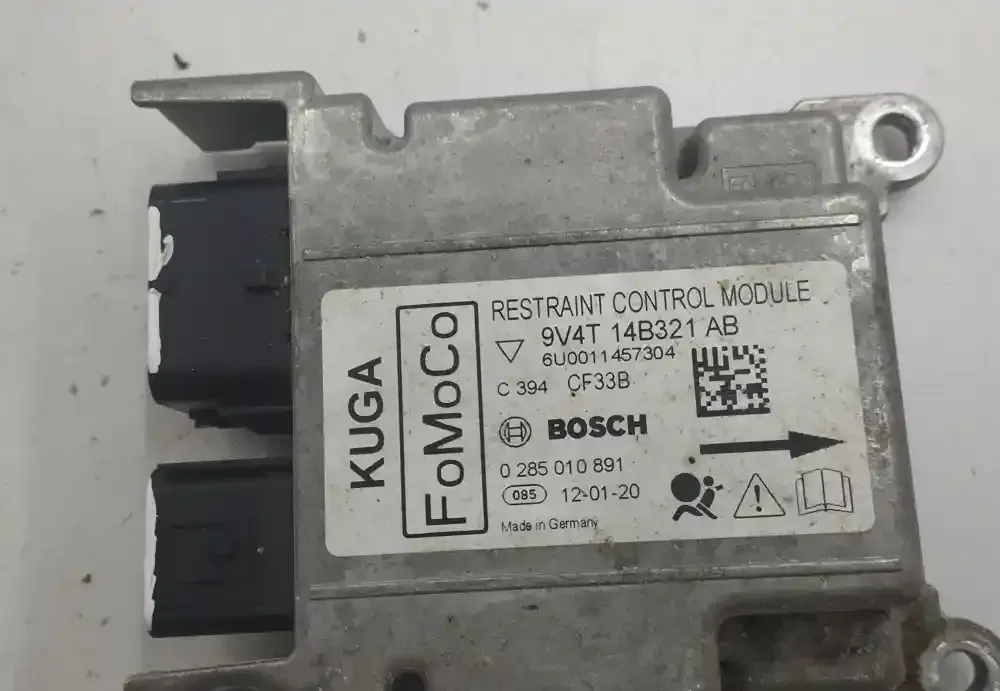 KUGA
FoMoCo
RESTRAINT CONTROL MODULE
9V4T 14B321 AB
6U0011457304
C 394 CF33B
BOSCH
0 285 010 891
085 12-01-20
Made in Germany